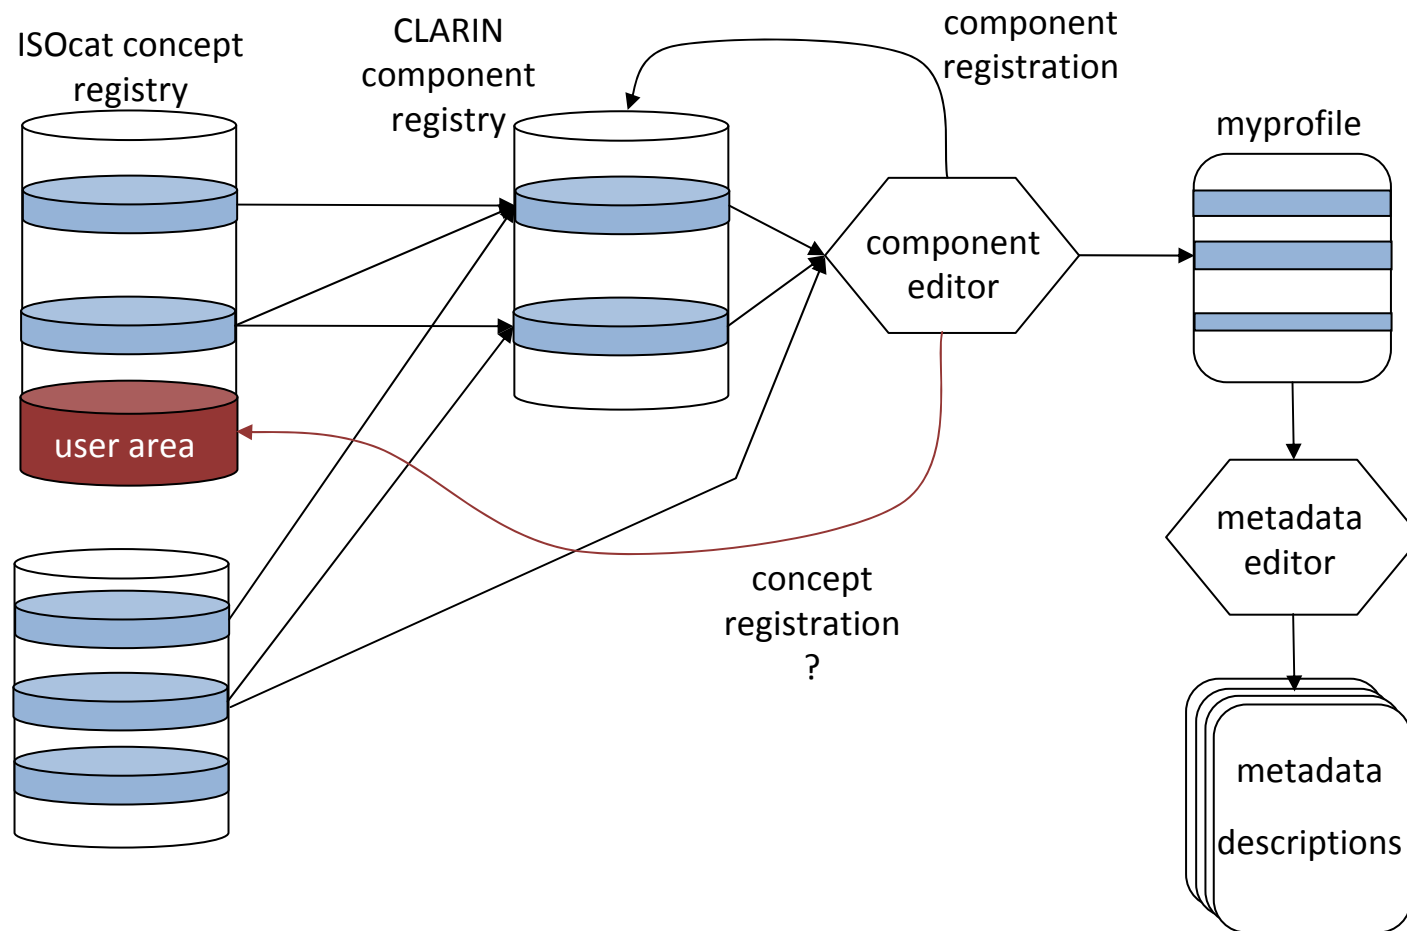 ISOcat concept
registry
CLARIN
component
registry
component
registration
myprofile
component
editor
user area
metadata
editor
concept
registration
?
metadata
descriptions